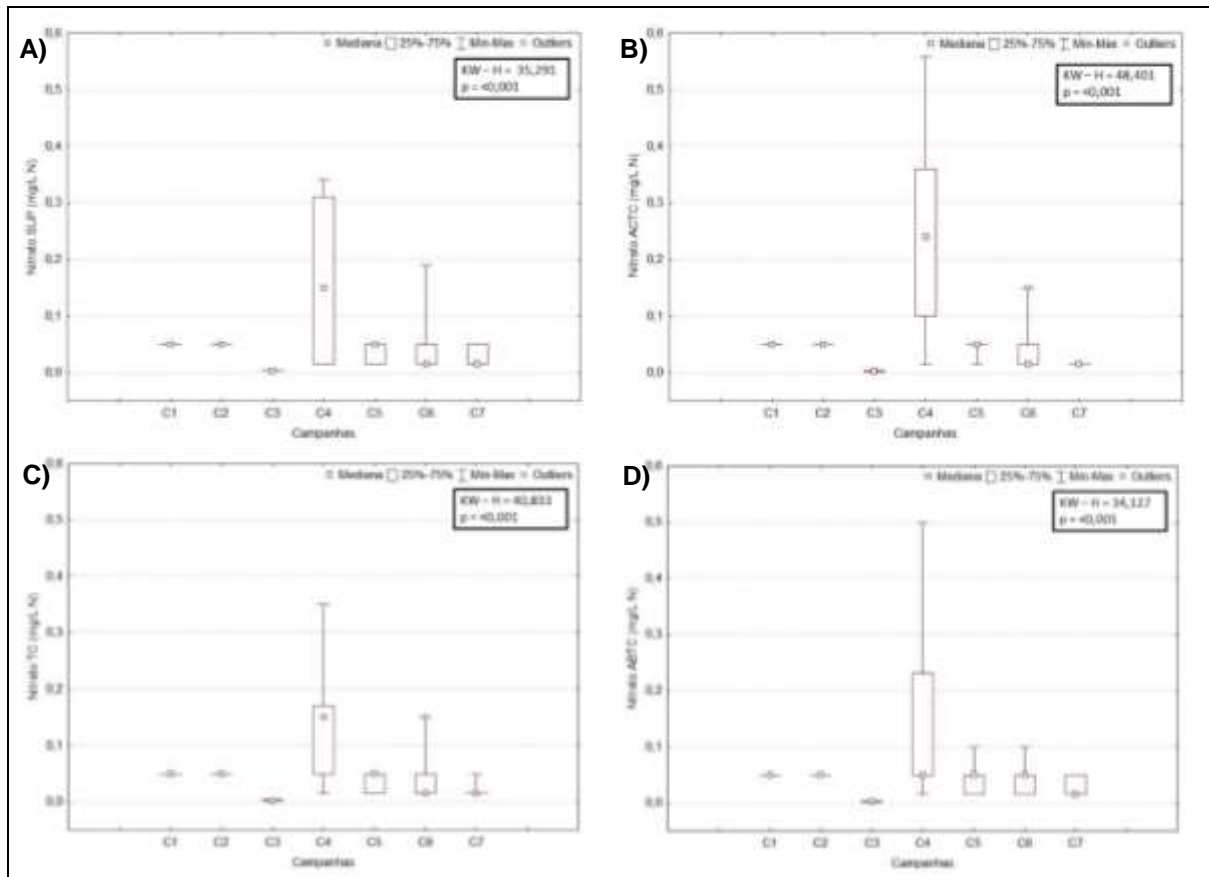 A)
0,6
Mediana 25%-75% Min-Max Outliers
KW – H = 35,291
p = <0,001
0,5
0,4
0,3
0,2
0,1
0,0
Nitrato SUP (mg/L N)
C1 C2 C3 C4 C5 C6 C7
Campanhas
B)
0,6
Mediana 25%-75% Min-Max Outliers
KW – H = 48,401
p = <0,001
0,5
0,4
0,3
0,2
0,1
0,0
Nitrato ACTC (mg/L N)
C1 C2 C3 C4 C5 C6 C7
Campanhas
C)
0,6
Mediana 25%-75% Min-Max Outliers
KW – H = 40,833
p = <0,001
0,5
0,4
0,3
0,2
0,1
0,0
Nitrato TC (mg/L N)
C1 C2 C3 C4 C5 C6 C7
Campanhas
D)
0,6
Mediana 25%-75% Min-Max Outliers
KW – H = 34,127
p = <0,001
0,5
0,4
0,3
0,2
0,1
0,0
Nitrato ABTC (mg/L N)
C1 C2 C3 C4 C5 C6 C7
Campanhas